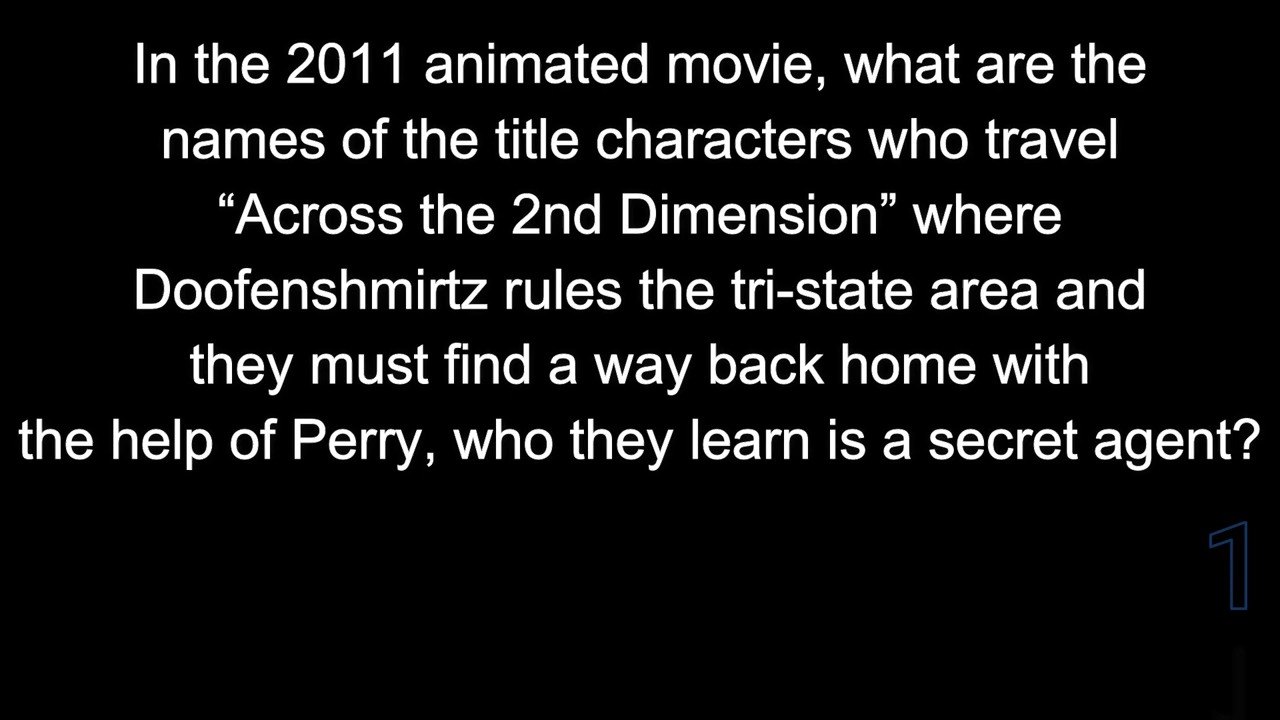 In the 2011 animated movie, what are the
names of the title characters who travel
“Across the 2nd Dimension” where
Doofenshmirtz rules the tri-state area and
they must find a way back home with
the help of Perry, who they learn is a secret agent?
1